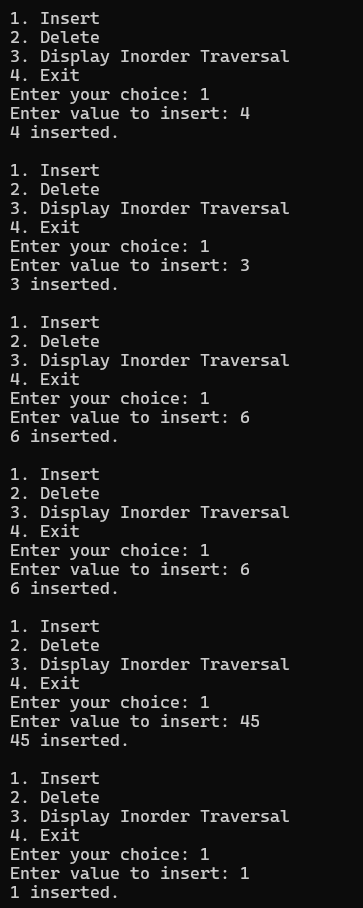 1. Insert
2. Delete
3. Display Inorder Traversal
4. Exit
Enter your choice: 1
Enter value to insert: 4
4 inserted.
1. Insert
2. Delete
3. Display Inorder Traversal
4. Exit
Enter your choice: 1
Enter value to insert: 3
3 inserted.
1. Insert
2. Delete
3. Display Inorder Traversal
4. Exit
Enter your choice: 1
Enter value to insert: 6
6 inserted.
1. Insert
2. Delete
3. Display Inorder Traversal
4. Exit
Enter your choice: 1
Enter value to insert: 6
6 inserted.
1. Insert
2. Delete
3. Display Inorder Traversal
4. Exit
Enter your choice: 1
Enter value to insert: 45
45 inserted.
1. Insert
2. Delete
3. Display Inorder Traversal
4. Exit
Enter your choice: 1
Enter value to insert: 1
1 inserted.